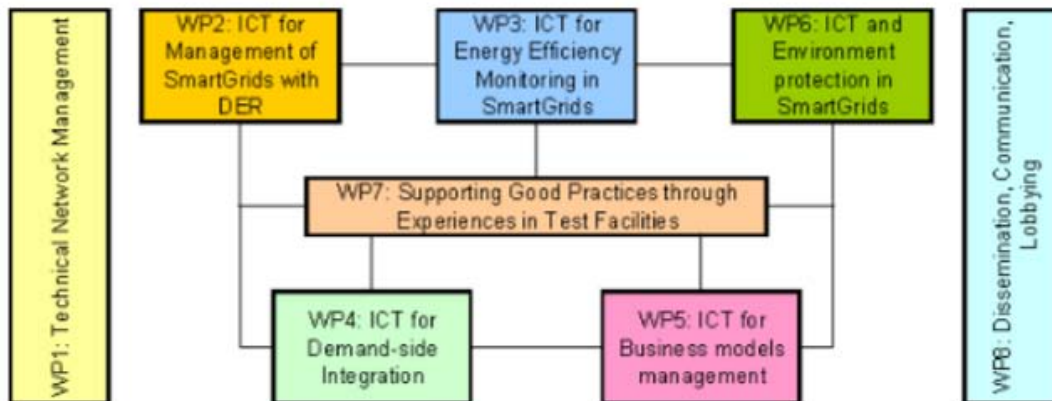 WP1: Technical Network Management
WP2: ICT for
Management of
SmartGrids with
DER
WP3: ICT for
Energy Efficiency
Monitoring in
SmartGrids
WP6: ICT and
Environment
protection in
SmartGrids
WP7: Supporting Good Practices through
Experiences in Test Facilities
WP4: ICT for
Demand-side
Integration
WP5: ICT for
Business models
management
WP8: Dissemination, Communication,
Lobbying